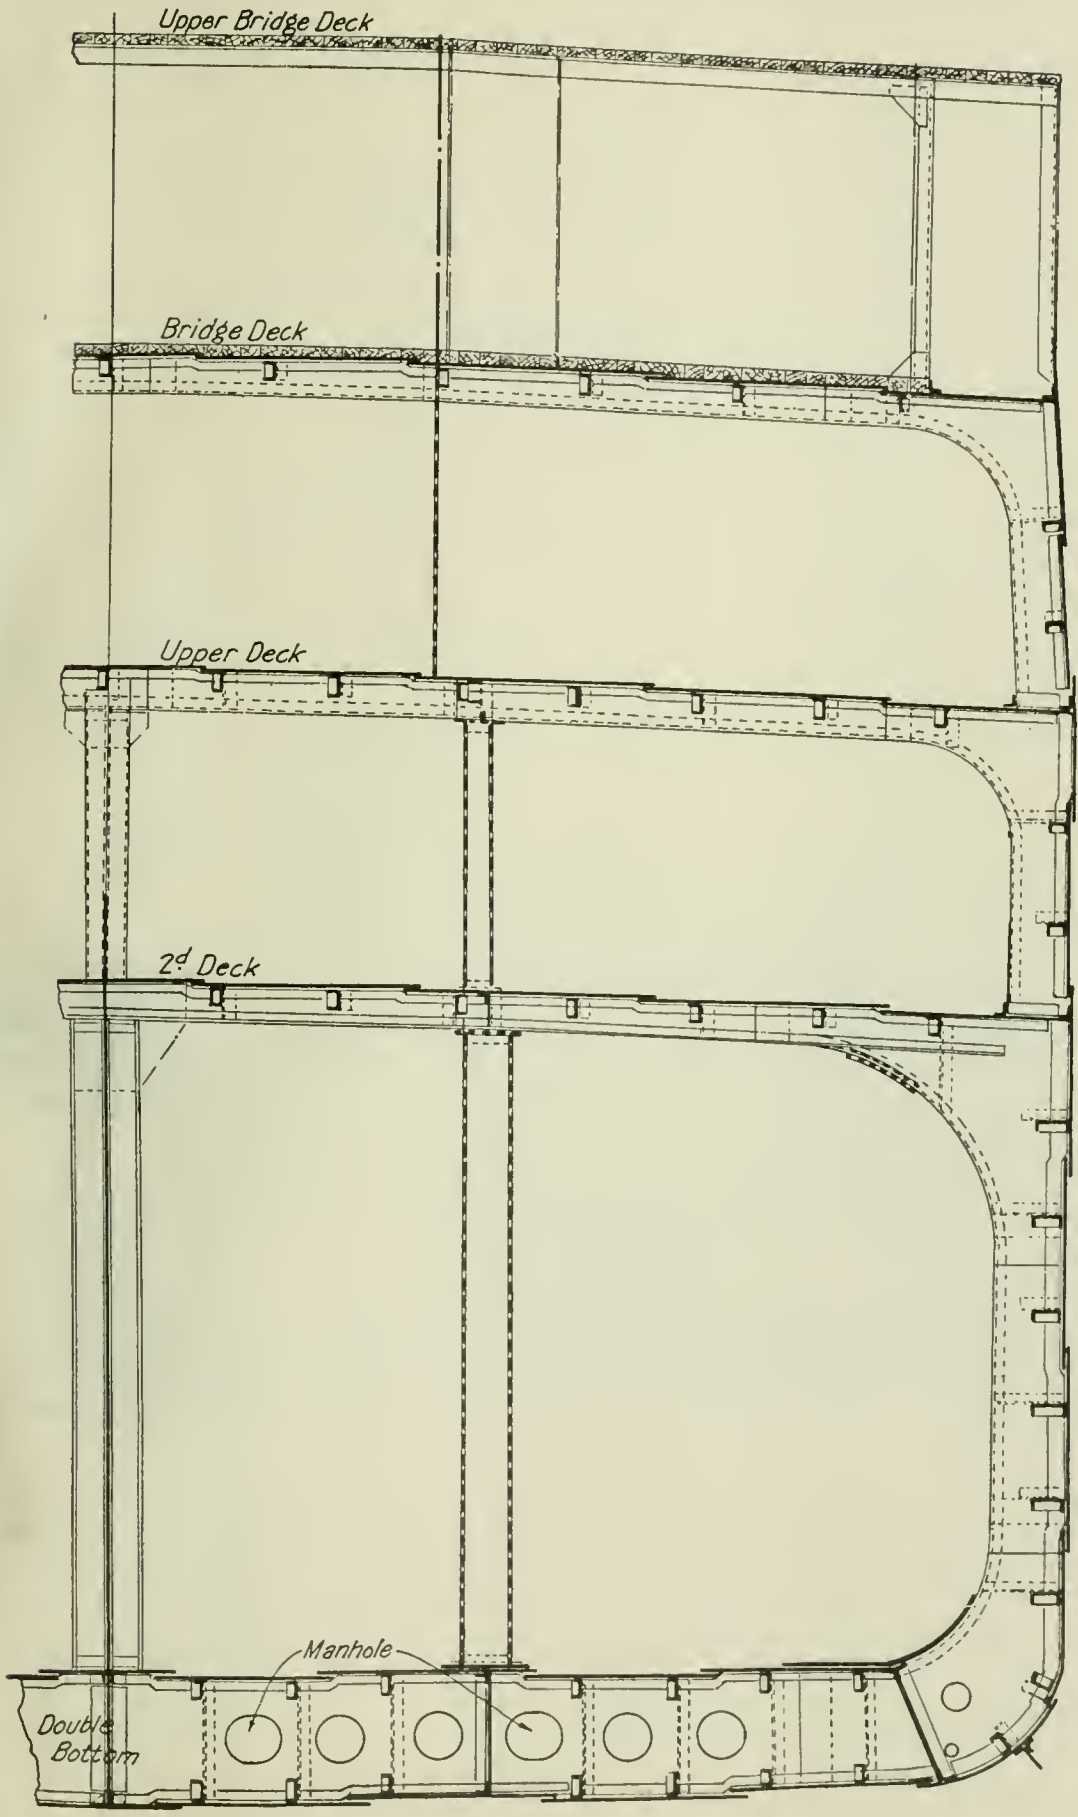 Upper Bridge Deck
Bridge Deck
Upper Deck
2d Deck
Manhole
Double
Bottom